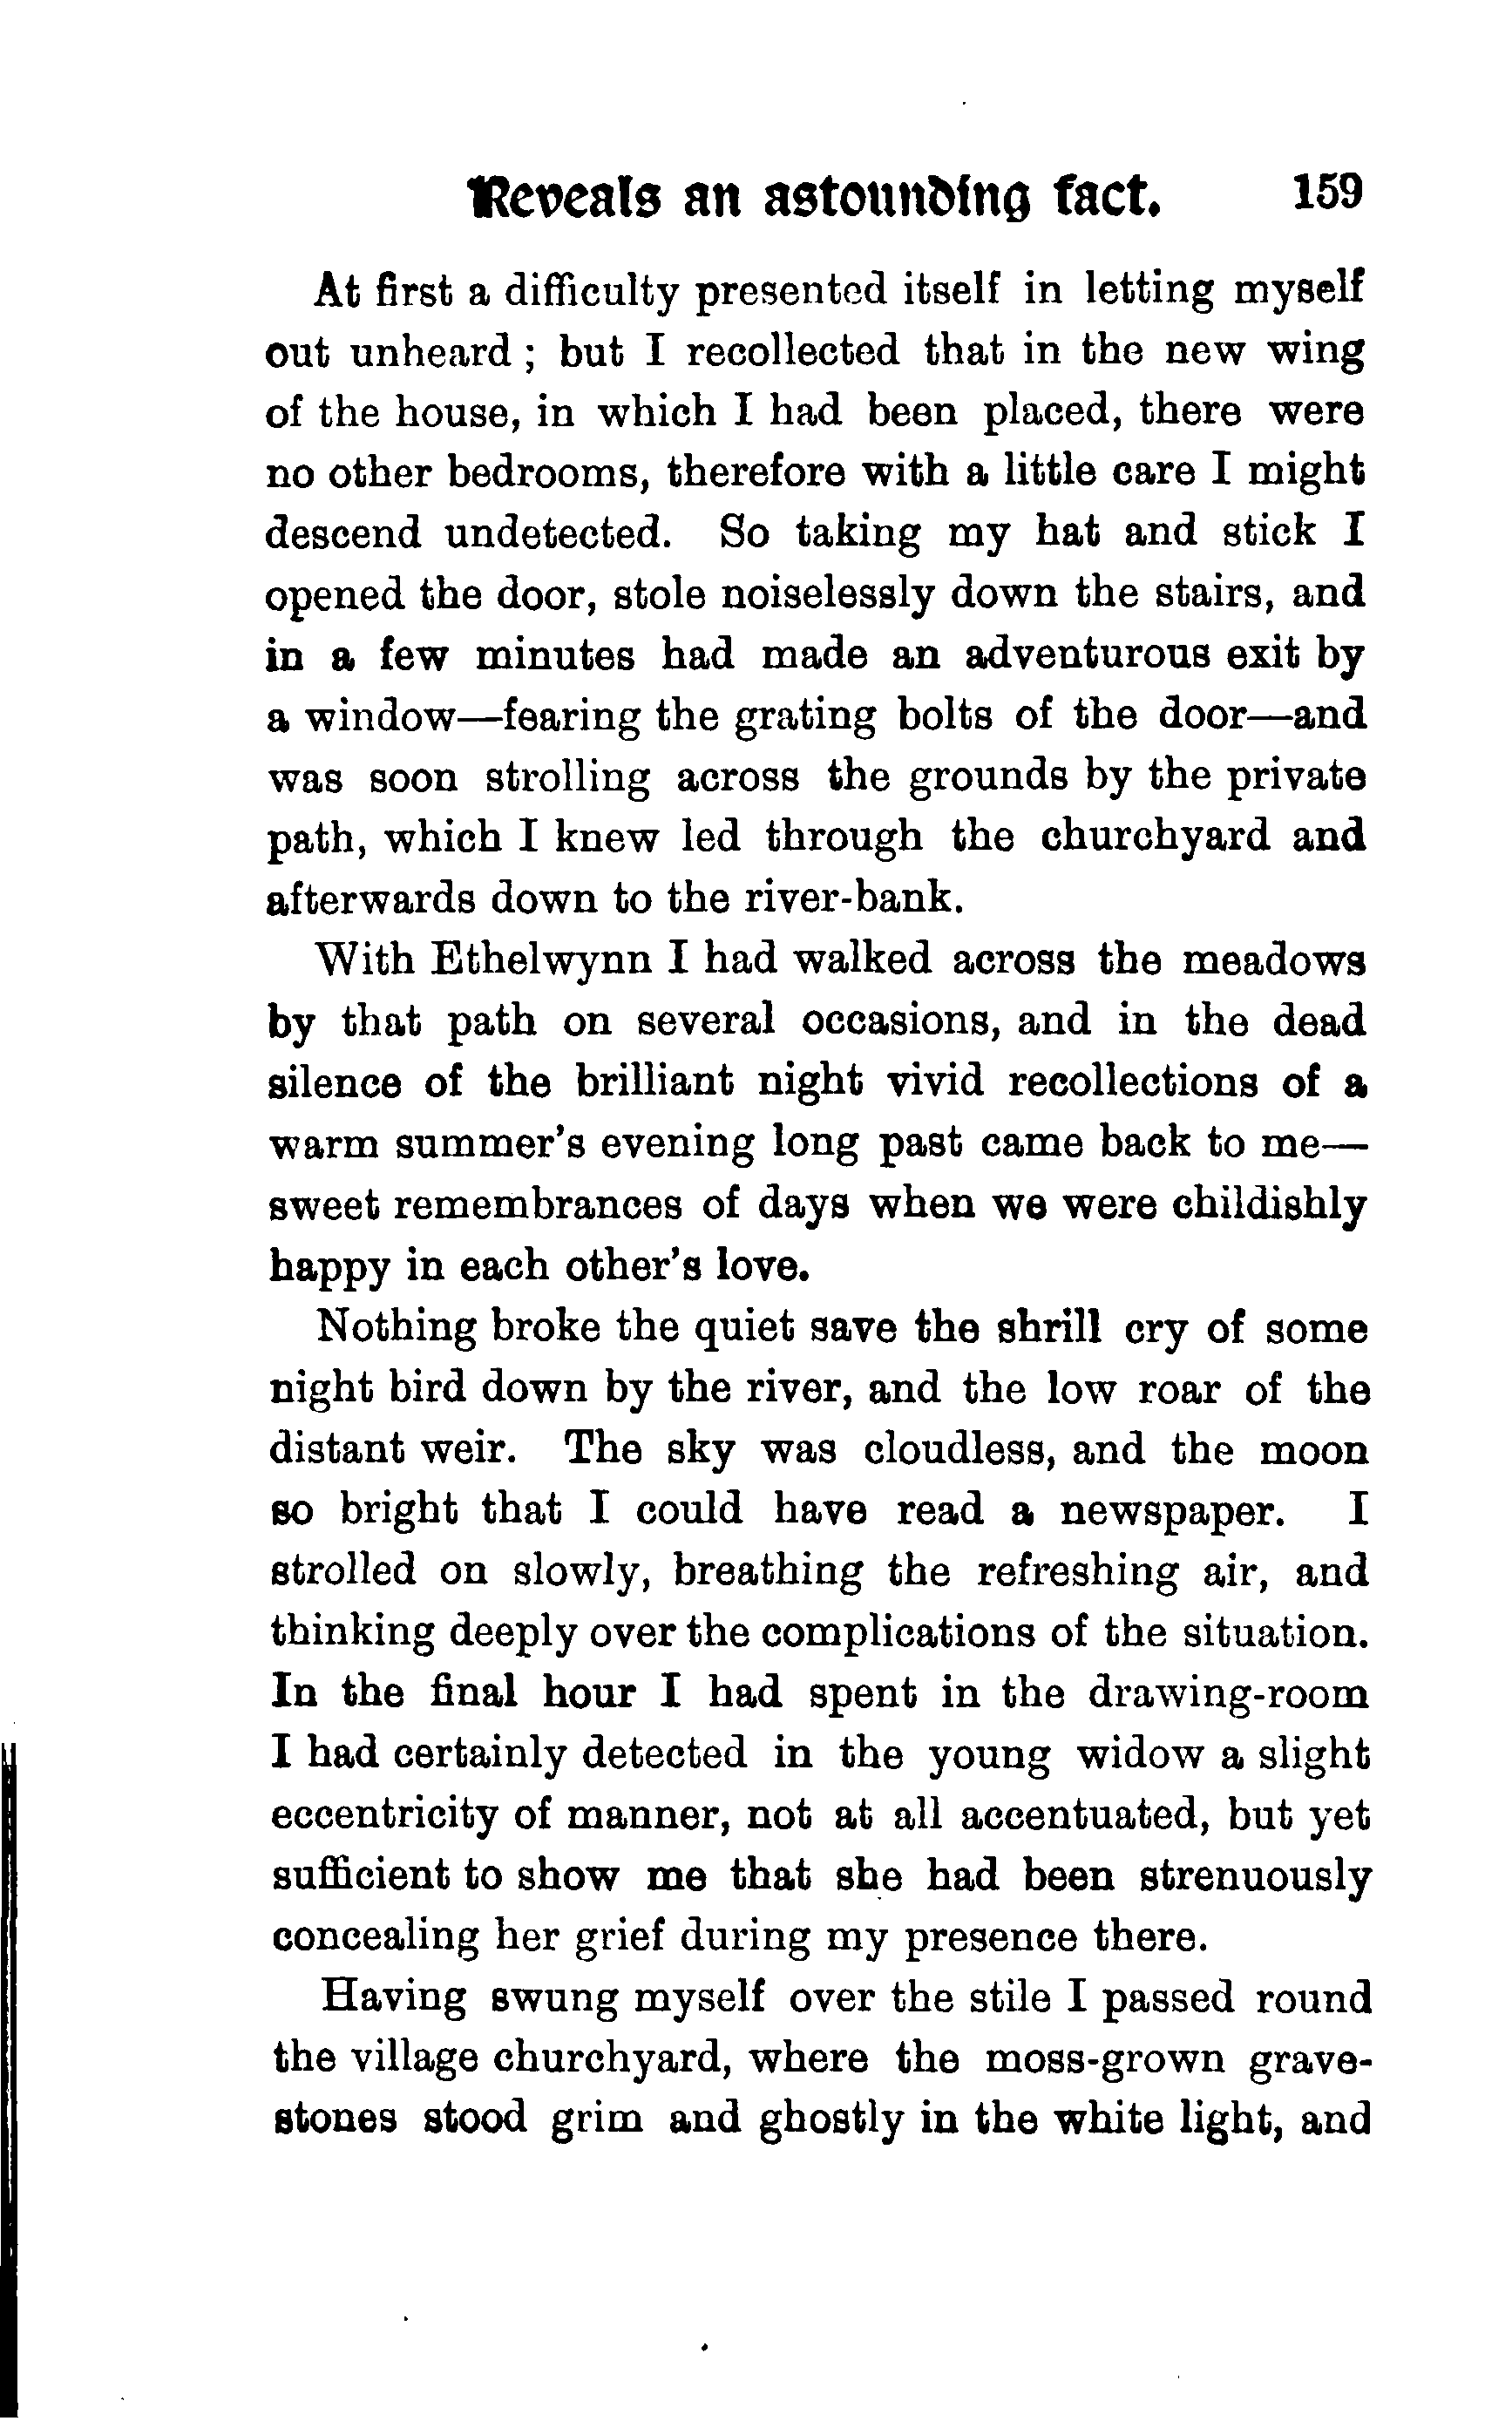 Reveals an astounding fact. 159
At first a difficulty presented itself in letting myself
out unheard ; but I recollected that in the new wing
of the house, in which I had been placed, there were
no other bedrooms, therefore with a little care I might
descend undetected. So taking my hat and stick I
opened the door, stole noiselessly down the stairs, and
in a few minutes had made an adventurous exit by
a window—fearing the grating bolts of the door—and
was soon strolling across the grounds by the private
path, which I knew led through the churchyard and
afterwards down to the river-bank.
With Ethelwynn I had walked across the meadows
by that path on several occasions, and in the dead
silence of the brilliant night vivid recollections of a
warm summer's evening long past came back to me—
sweet remembrances of days when we were childishly
happy in each other's love.
Nothing broke the quiet save the shrill cry of some
night bird down by the river, and the low roar of the
distant weir. The sky was cloudless, and the moon
so bright that I could have read a newspaper. I
strolled on slowly, breathing the refreshing air, and
thinking deeply over the complications of the situation.
In the final hour I had spent in the drawing-room
I had certainly detected in the young widow a slight
eccentricity of manner, not at all accentuated, but yet
sufficient to show me that she had been strenuously
concealing her grief during my presence there.
Having swung myself over the stile I passed round
the village churchyard, where the moss-grown grave-
stones stood grim and ghostly in the white light, and